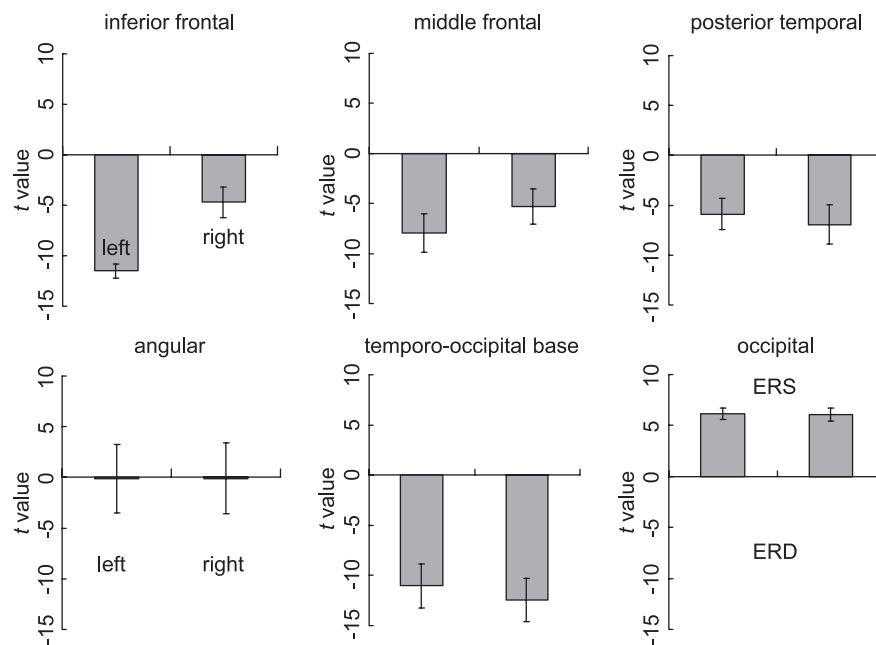 inferior frontal
10
5
0
-5
-10
-15
t value
left
right
middle frontal
10
5
0
-5
-10
-15
t value
posterior temporal
10
5
0
-5
-10
-15
t value
angular
10
5
0
-5
-10
-15
t value
left
right
temporo-occipital base
10
5
0
-5
-10
-15
t value
occipital
10
5
0
-5
-10
-15
t value
ERS
ERD